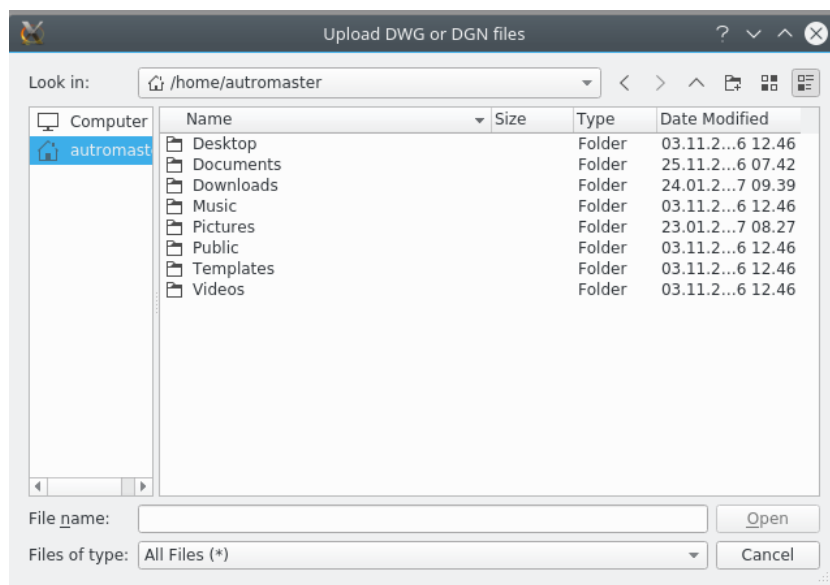 Upload DWG or DGN files
Look in: /home/autromaster
Computer
autromast
Name Size Type Date Modified
Desktop Folder 03.11.2...6 12.46
Documents Folder 25.11.2...6 07.42
Downloads Folder 24.01.2...7 09.39
Music Folder 03.11.2...6 12.46
Pictures Folder 23.01.2...7 08.27
Public Folder 03.11.2...6 12.46
Templates Folder 03.11.2...6 12.46
Videos Folder 03.11.2...6 12.46
File name: Open
Files of type: All Files (*) Cancel